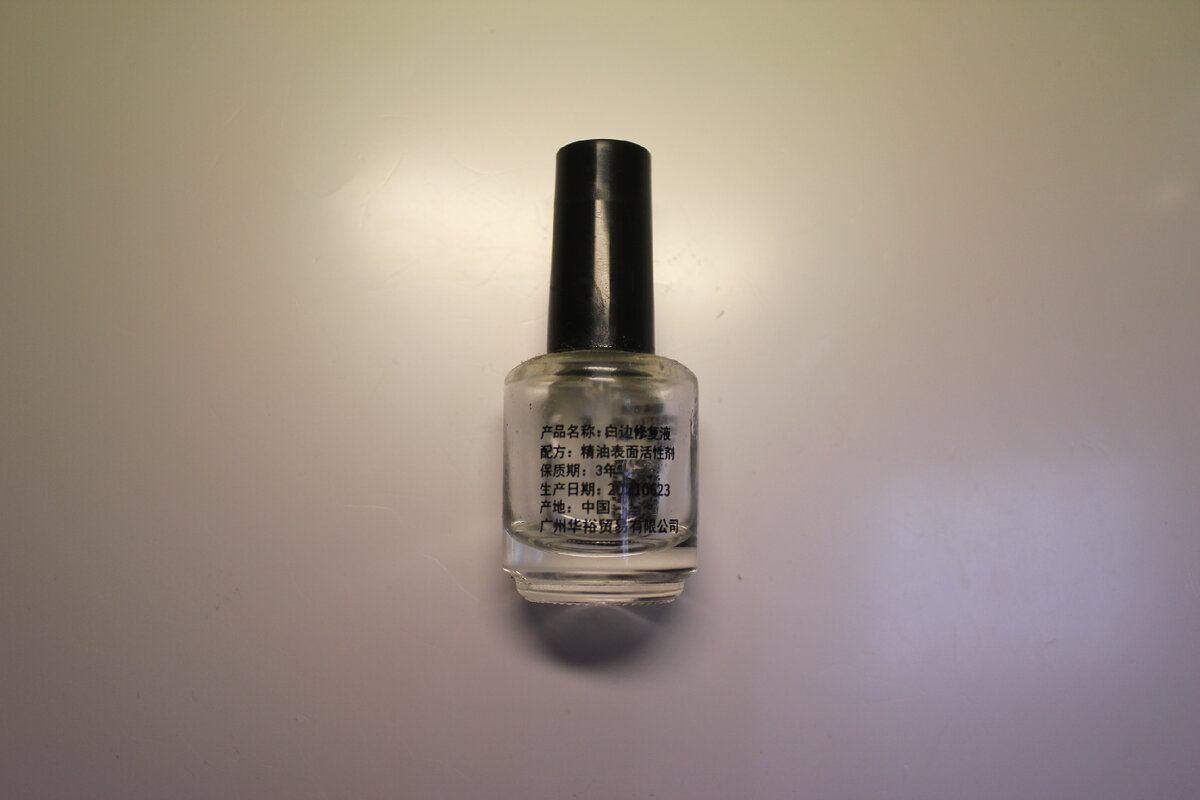 产品名称：白边修复液
配方：精油表面活性剂
保质期：3年
生产日期：20210623
产地：中国
广州华裕贸易有限公司